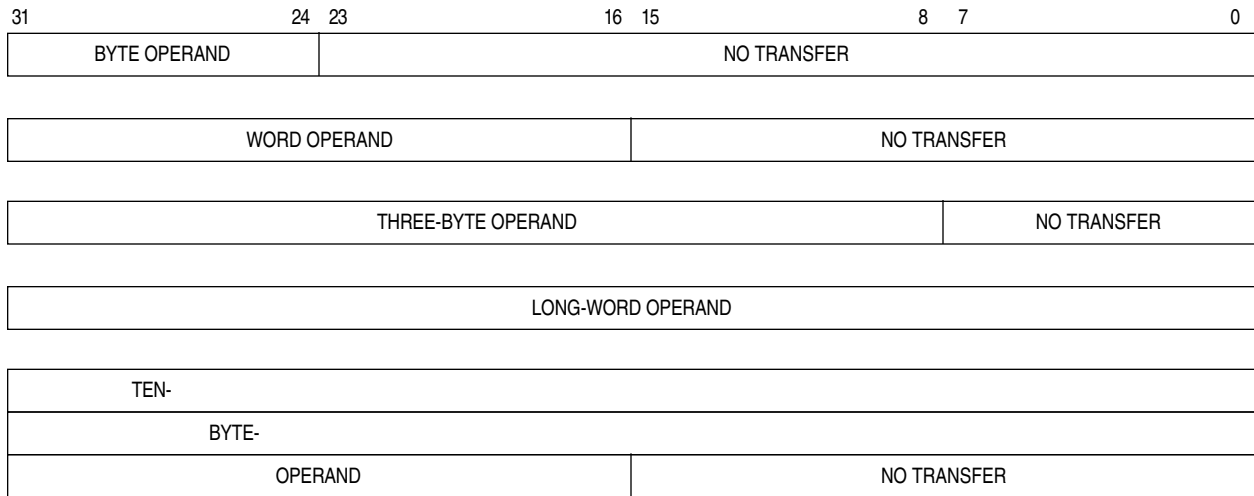 31 24 23 16 15 8 7 0
BYTE OPERAND NO TRANSFER
WORD OPERAND NO TRANSFER
THREE-BYTE OPERAND NO TRANSFER
LONG-WORD OPERAND
TEN-
BYTE-
OPERAND NO TRANSFER